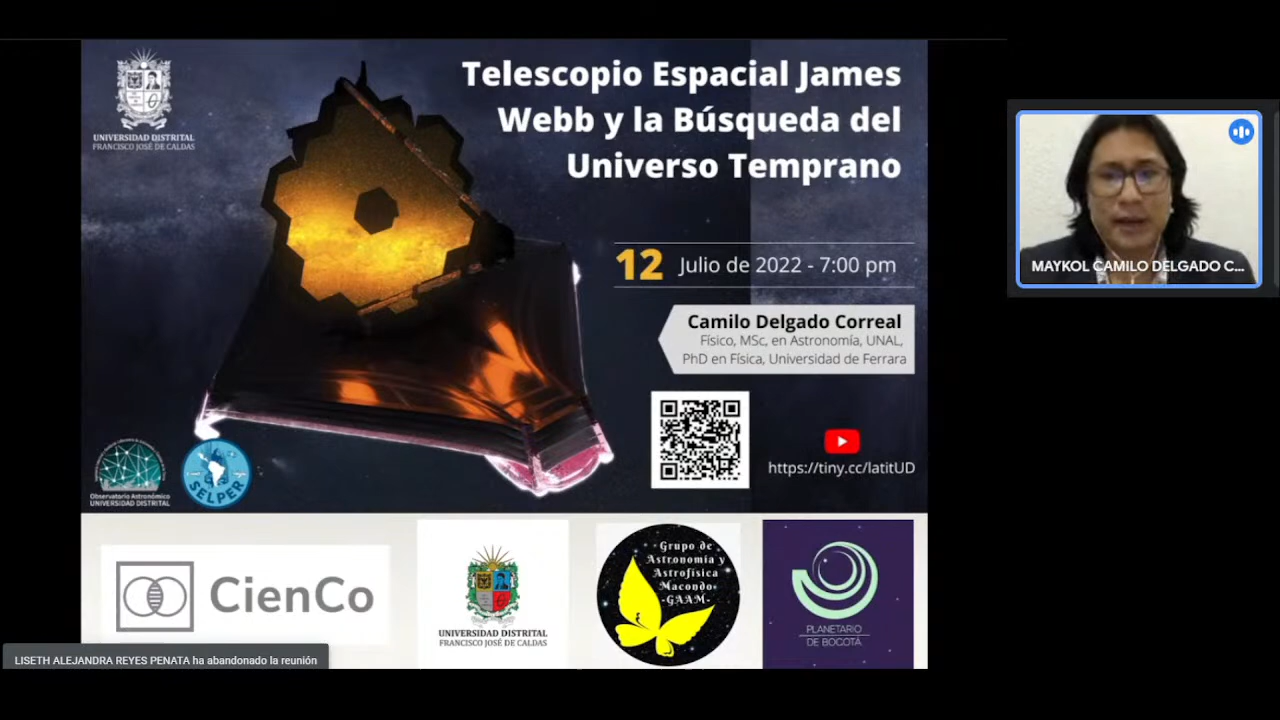 UNIVERSIDAD DISTRITAL
FRANCISCO JOSÉ DE CALDAS
Telescopio Espacial James
Webb y la Búsqueda del
Universo Temprano
12 Julio de 2022 - 7:00 pm
Camilo Delgado Correal
Físico, MSc, en Astronomía, UNAL,
PhD en Física, Universidad de Ferrara
https://tiny.cc/latitUD
Observatorio Astronómico
UNIVERSIDAD DISTRITAL
SELPER
CienCo
UNIVERSIDAD DISTRITAL
FRANCISCO JOSÉ DE CALDAS
Grupo de
Astronomía y
Astrofísica
Macondo
-GAAM-
PLANETARIO
DE BOGOTÁ
MAYKOL CAMILO DELGADO C...
LISETH ALEJANDRA REYES PENATA ha abandonado la reunión